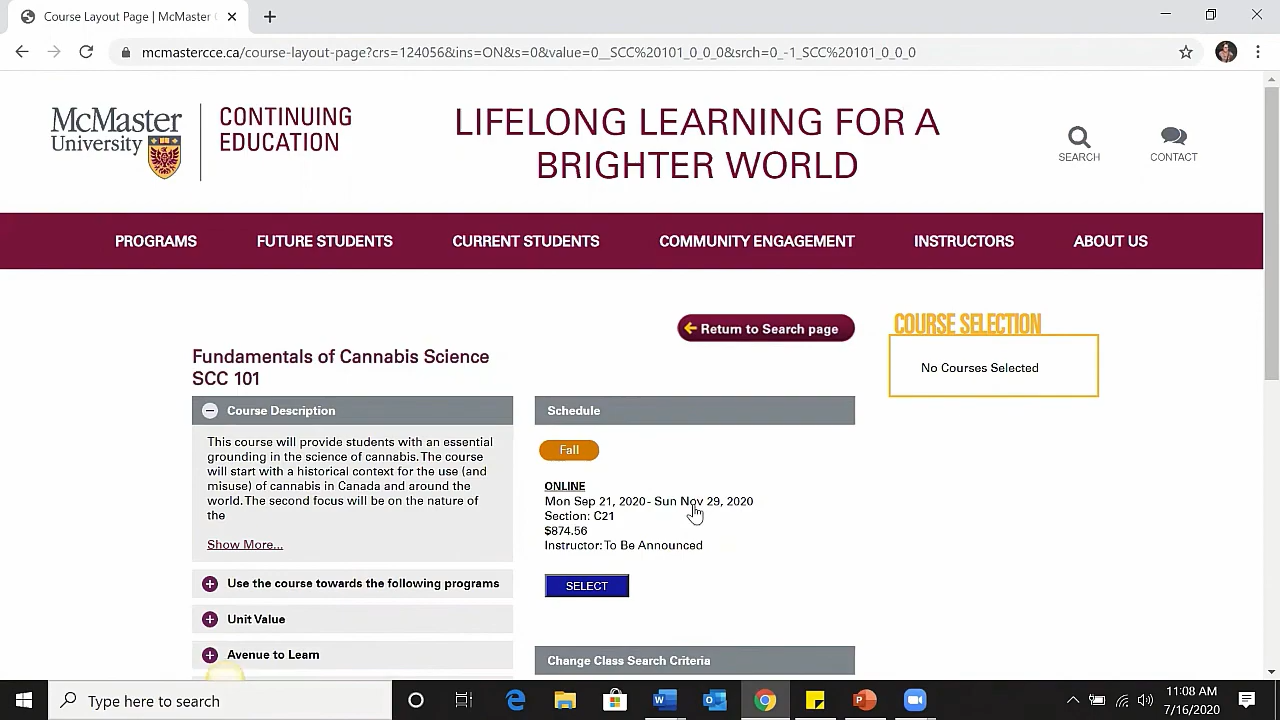 Course Layout Page | McMaster
mcmastercce.ca/course-layout-page?crs=124056&ins=ON&s=0&value=0__SCC%20101_0_0_0&srch=0_-1_SCC%20101_0_0_0
McMaster
University
CONTINUING
EDUCATION
LIFELONG LEARNING FOR A
BRIGHTER WORLD
SEARCH
CONTACT
PROGRAMS
FUTURE STUDENTS
CURRENT STUDENTS
COMMUNITY ENGAGEMENT
INSTRUCTORS
ABOUT US
Return to Search page
COURSE SELECTION
No Courses Selected
Fundamentals of Cannabis Science
SCC 101
Course Description
This course will provide students with an essential
grounding in the science of cannabis. The course
will start with a historical context for the use (and
misuse) of cannabis in Canada and around the
world. The second focus will be on the nature of
the
Show More...
Use the course towards the following programs
Unit Value
Avenue to Learn
Schedule
Fall
ONLINE
Mon Sep 21, 2020- Sun Nov 29, 2020
Section: C21
$874.56
Instructor: To Be Announced
SELECT
Change Class Search Criteria
Type here to search
11:08 AM
7/16/2020